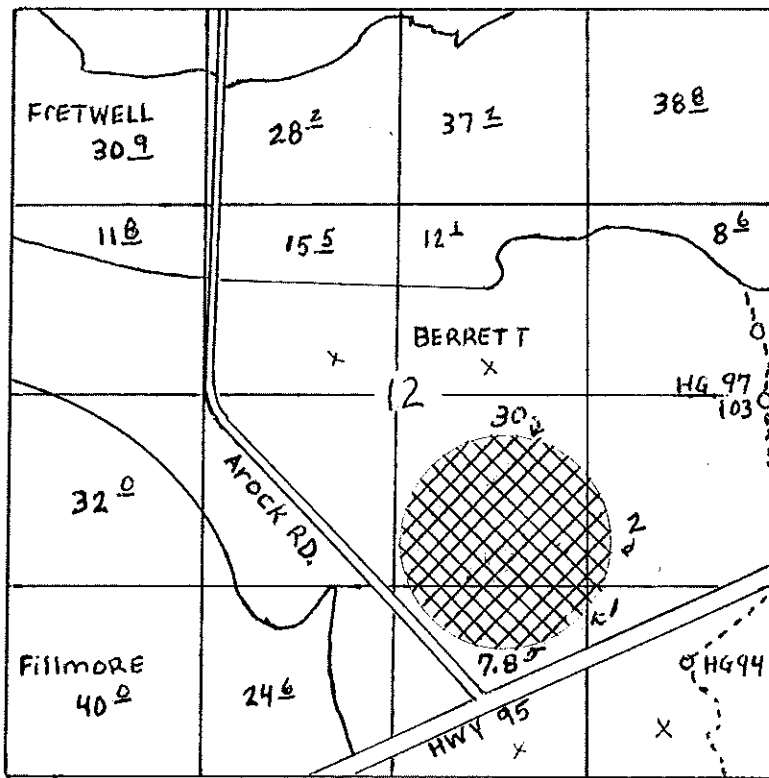 FRETWELL
30 9
28 2
37 2
38 8
11 8
15 5
12 1
8 6
BERRETT
X
X
12
HG 97
103
30
32 0
Arock RD.
2
1
Fillmore
40 0
24 6
7.8
HWY 95
HG94
X
X